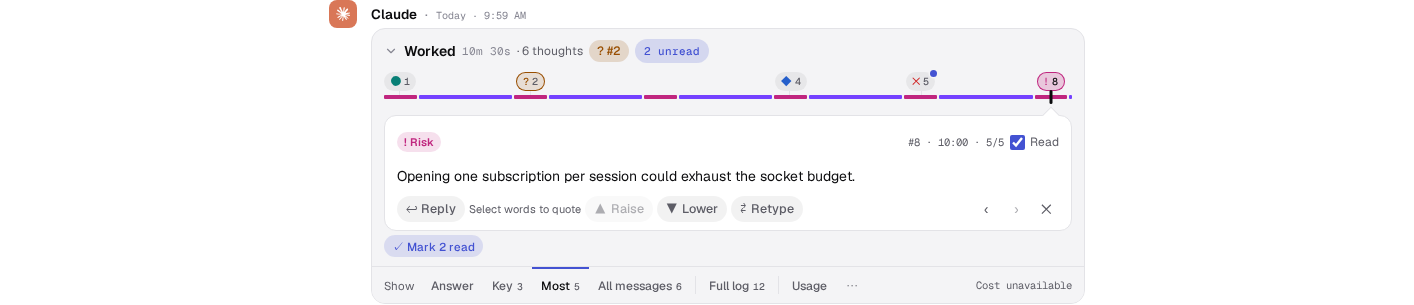 Claude · Today · 9:59 AM
Worked 10m 30s · 6 thoughts ? #2 2 unread
1 ? 2 4 × 5 ! 8
! Risk #8 · 10:00 · 5/5 Read
Opening one subscription per session could exhaust the socket budget.
↩ Reply Select words to quote ▲ Raise ▼ Lower ⇄ Retype ‹ › ×
✓ Mark 2 read
Show Answer Key 3 Most 5 All messages 6 Full log 12 Usage ··· Cost unavailable